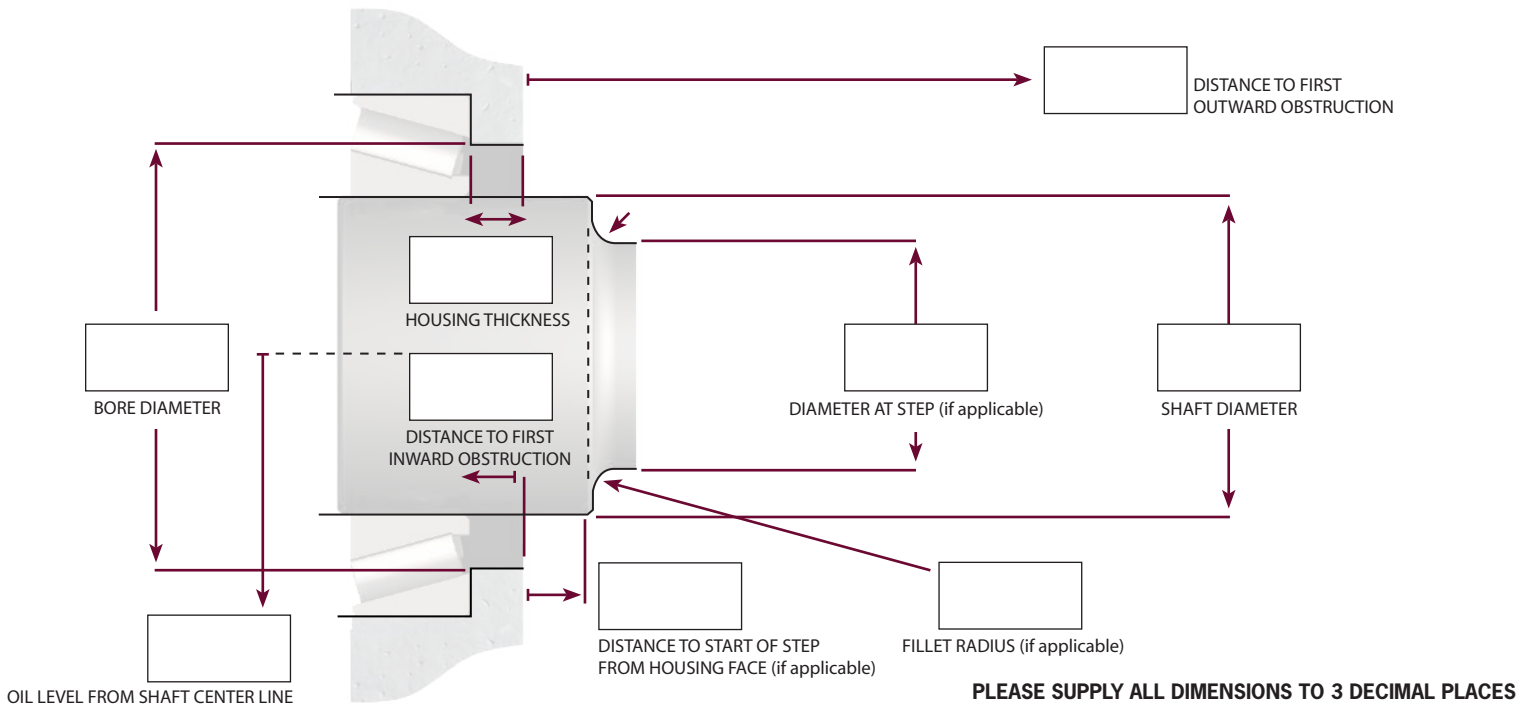 DISTANCE TO FIRST
OUTWARD OBSTRUCTION
HOUSING THICKNESS
BORE DIAMETER
DISTANCE TO FIRST
INWARD OBSTRUCTION
DIAMETER AT STEP (if applicable)
SHAFT DIAMETER
OIL LEVEL FROM SHAFT CENTER LINE
DISTANCE TO START OF STEP
FROM HOUSING FACE (if applicable)
FILLET RADIUS (if applicable)
PLEASE SUPPLY ALL DIMENSIONS TO 3 DECIMAL PLACES